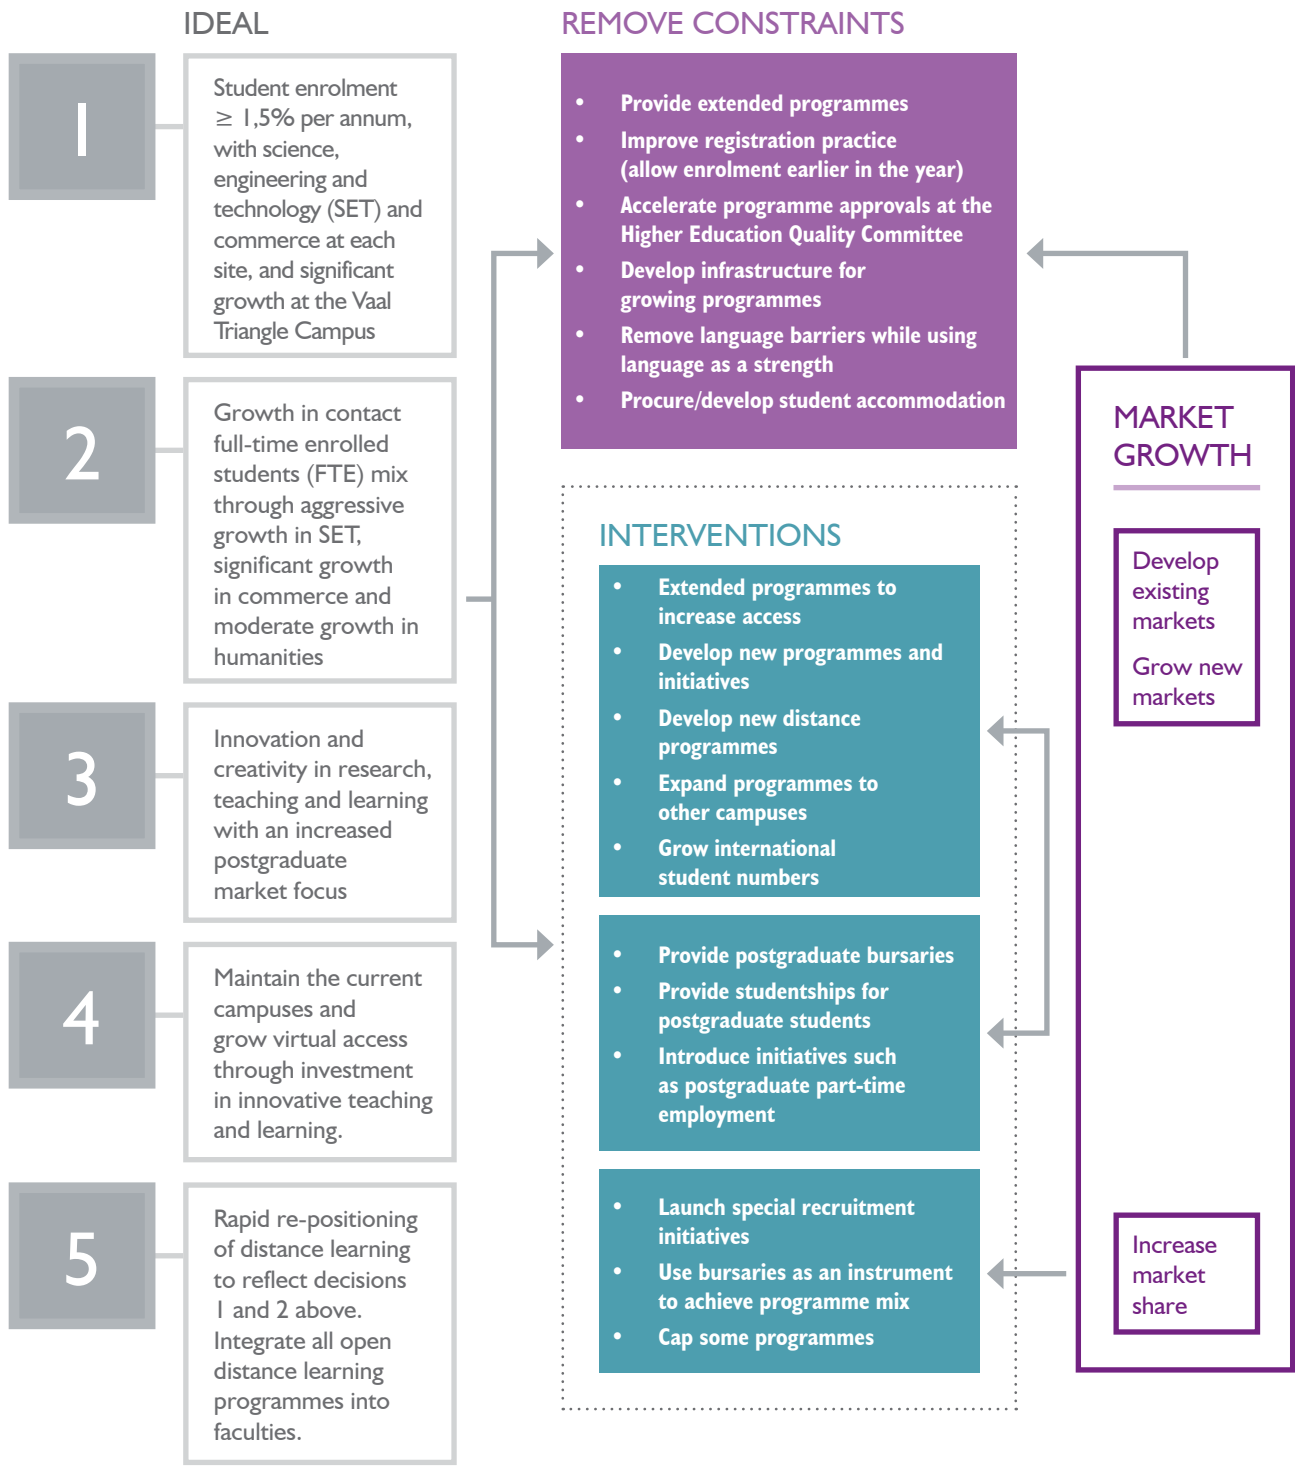 IDEAL
1
Student enrolment
≥ 1,5% per annum,
with science,
engineering and
technology (SET) and
commerce at each
site, and significant
growth at the Vaal
Triangle Campus
2
Growth in contact
full-time enrolled
students (FTE) mix
through aggressive
growth in SET,
significant growth
in commerce and
moderate growth in
humanities
3
Innovation and
creativity in research,
teaching and learning
with an increased
postgraduate
market focus
4
Maintain the current
campuses and
grow virtual access
through investment
in innovative teaching
and learning.
5
Rapid re-positioning
of distance learning
to reflect decisions
1 and 2 above.
Integrate all open
distance learning
programmes into
faculties.
REMOVE CONSTRAINTS
• Provide extended programmes
• Improve registration practice
(allow enrolment earlier in the year)
• Accelerate programme approvals at the
Higher Education Quality Committee
• Develop infrastructure for
growing programmes
• Remove language barriers while using
language as a strength
• Procure/develop student accommodation
INTERVENTIONS
• Extended programmes to
increase access
• Develop new programmes and
initiatives
• Develop new distance
programmes
• Expand programmes to
other campuses
• Grow international
student numbers
• Provide postgraduate bursaries
• Provide studentships for
postgraduate students
• Introduce initiatives such
as postgraduate part-time
employment
• Launch special recruitment
initiatives
• Use bursaries as an instrument
to achieve programme mix
• Cap some programmes
MARKET
GROWTH
Develop
existing
markets
Grow new
markets
Increase
market
share